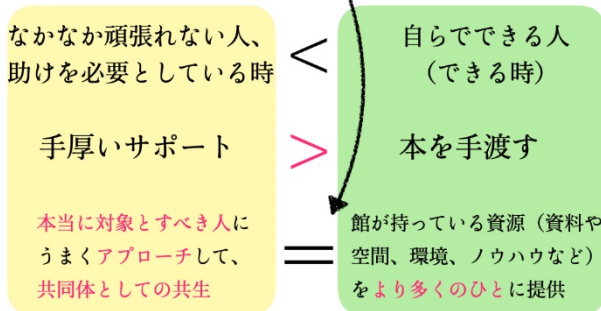 なかなか頑張れない人、
助けを必要としている時
<
自らでできる人
(できる時)
手厚いサポート
>
本を手渡す
本当に対象とすべき人に
うまくアプローチして、
共同体としての共生
=
館が持っている資源(資料や
空間、環境、ノウハウなど)
をより多くのひとに提供